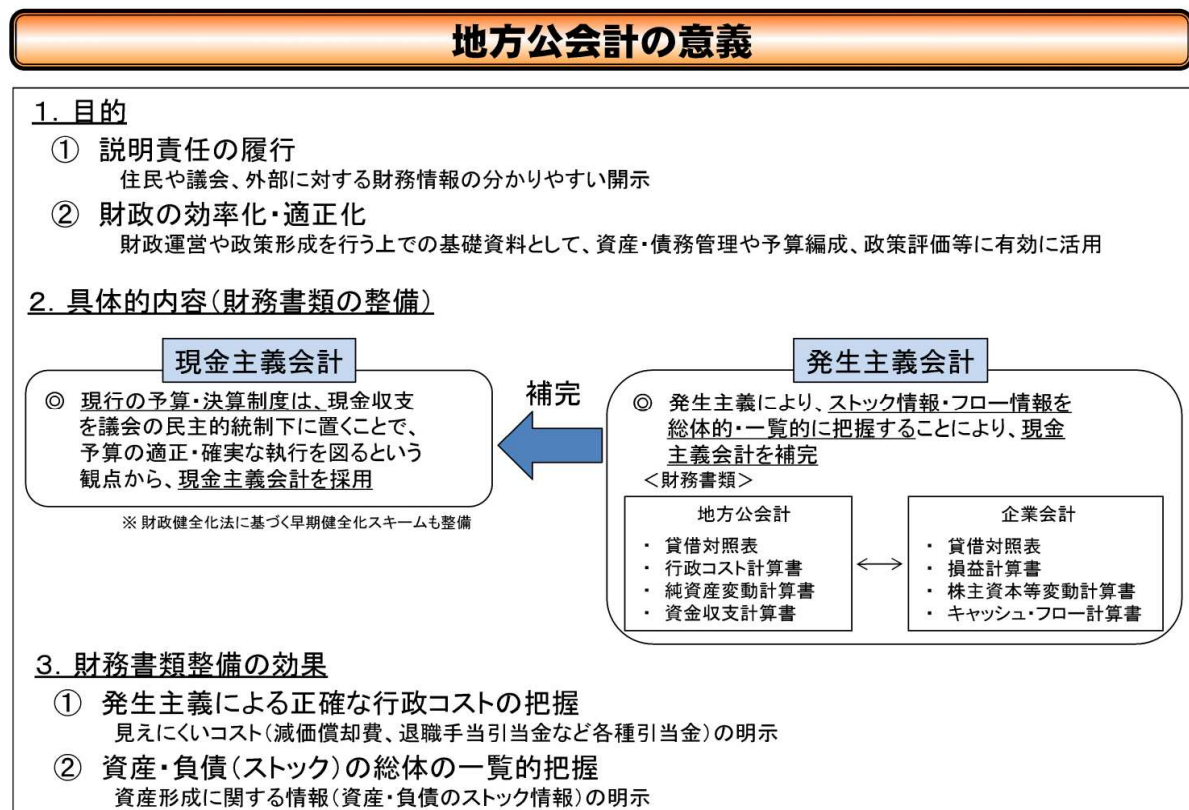 地方公会計の意義
１．目的
① 説明責任の履行
住民や議会、外部に対する財務情報の分かりやすい開示
② 財政の効率化・適正化
財政運営や政策形成を行う上での基礎資料として、資産・債務管理や予算編成、政策評価等に有効に活用
２．具体的内容（財務書類の整備）
現金主義会計
◎ 現行の予算・決算制度は、現金収支
を議会の民主的統制下に置くことで、
予算の適正・確実な執行を図るという
観点から、現金主義会計を採用
※ 財政健全化法に基づく早期健全化スキームも整備
補完
発生主義会計
◎ 発生主義により、ストック情報・フロー情報を
総体的・一覧的に把握することにより、現金
主義会計を補完
＜財務書類＞
地方公会計
・ 貸借対照表
・ 行政コスト計算書
・ 純資産変動計算書
・ 資金収支計算書
企業会計
・ 貸借対照表
・ 損益計算書
・ 株主資本等変動計算書
・ キャッシュ・フロー計算書
３．財務書類整備の効果
① 発生主義による正確な行政コストの把握
見えにくいコスト（減価償却費、退職手当引当金など各種引当金）の明示
② 資産・負債（ストック）の総体の一覧的把握
資産形成に関する情報（資産・負債のストック情報）の明示